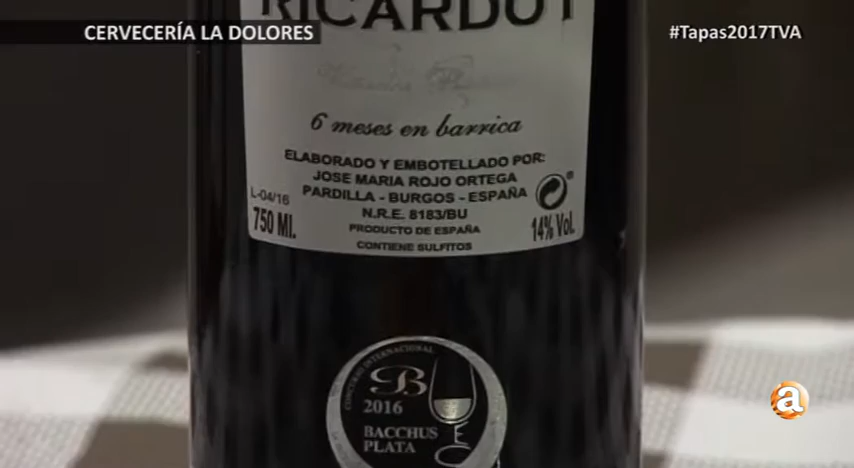 CERVECERÍA LA DOLORES
#Tapas2017TVA
RICARDOT
6 meses en barrica
ELABORADO Y EMBOTELLADO POR:
JOSE MARIA ROJO ORTEGA
PARDILLA - BURGOS - ESPAÑA
L-04/16
N.R.E. 8183/BU
750 Ml.
14% Vol.
PRODUCTO DE ESPAÑA
CONTIENE SULFITOS
CONCURSO INTERNACIONAL
B
2016
BACCHUS
PLATA
a